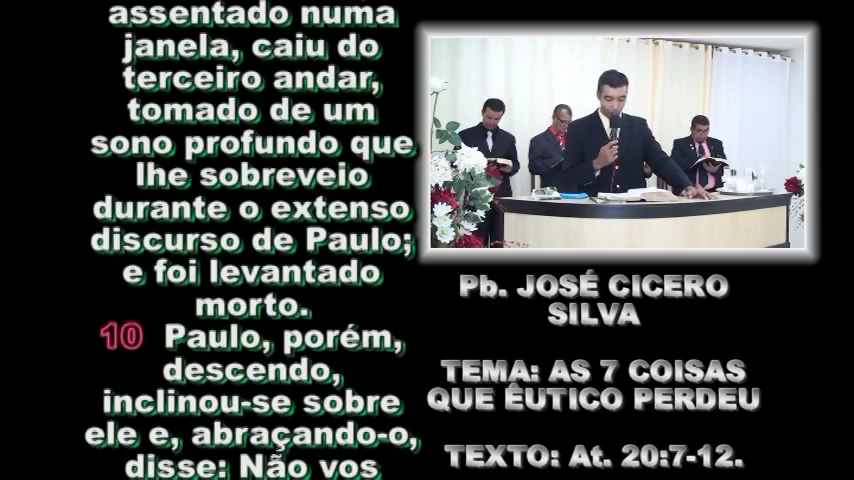 assentado numa
janela, caiu do
terceiro andar,
tomado de um
sono profundo que
lhe sobreveio
durante o extenso
discurso de Paulo;
e foi levantado
morto.
10 Paulo, porém,
descendo,
inclinou-se sobre
ele e, abraçando-o,
disse: Não vos
Pb. JOSÉ CICERO
SILVA
TEMA: AS 7 COISAS
QUE ÊUTICO PERDEU
TEXTO: At. 20:7-12.